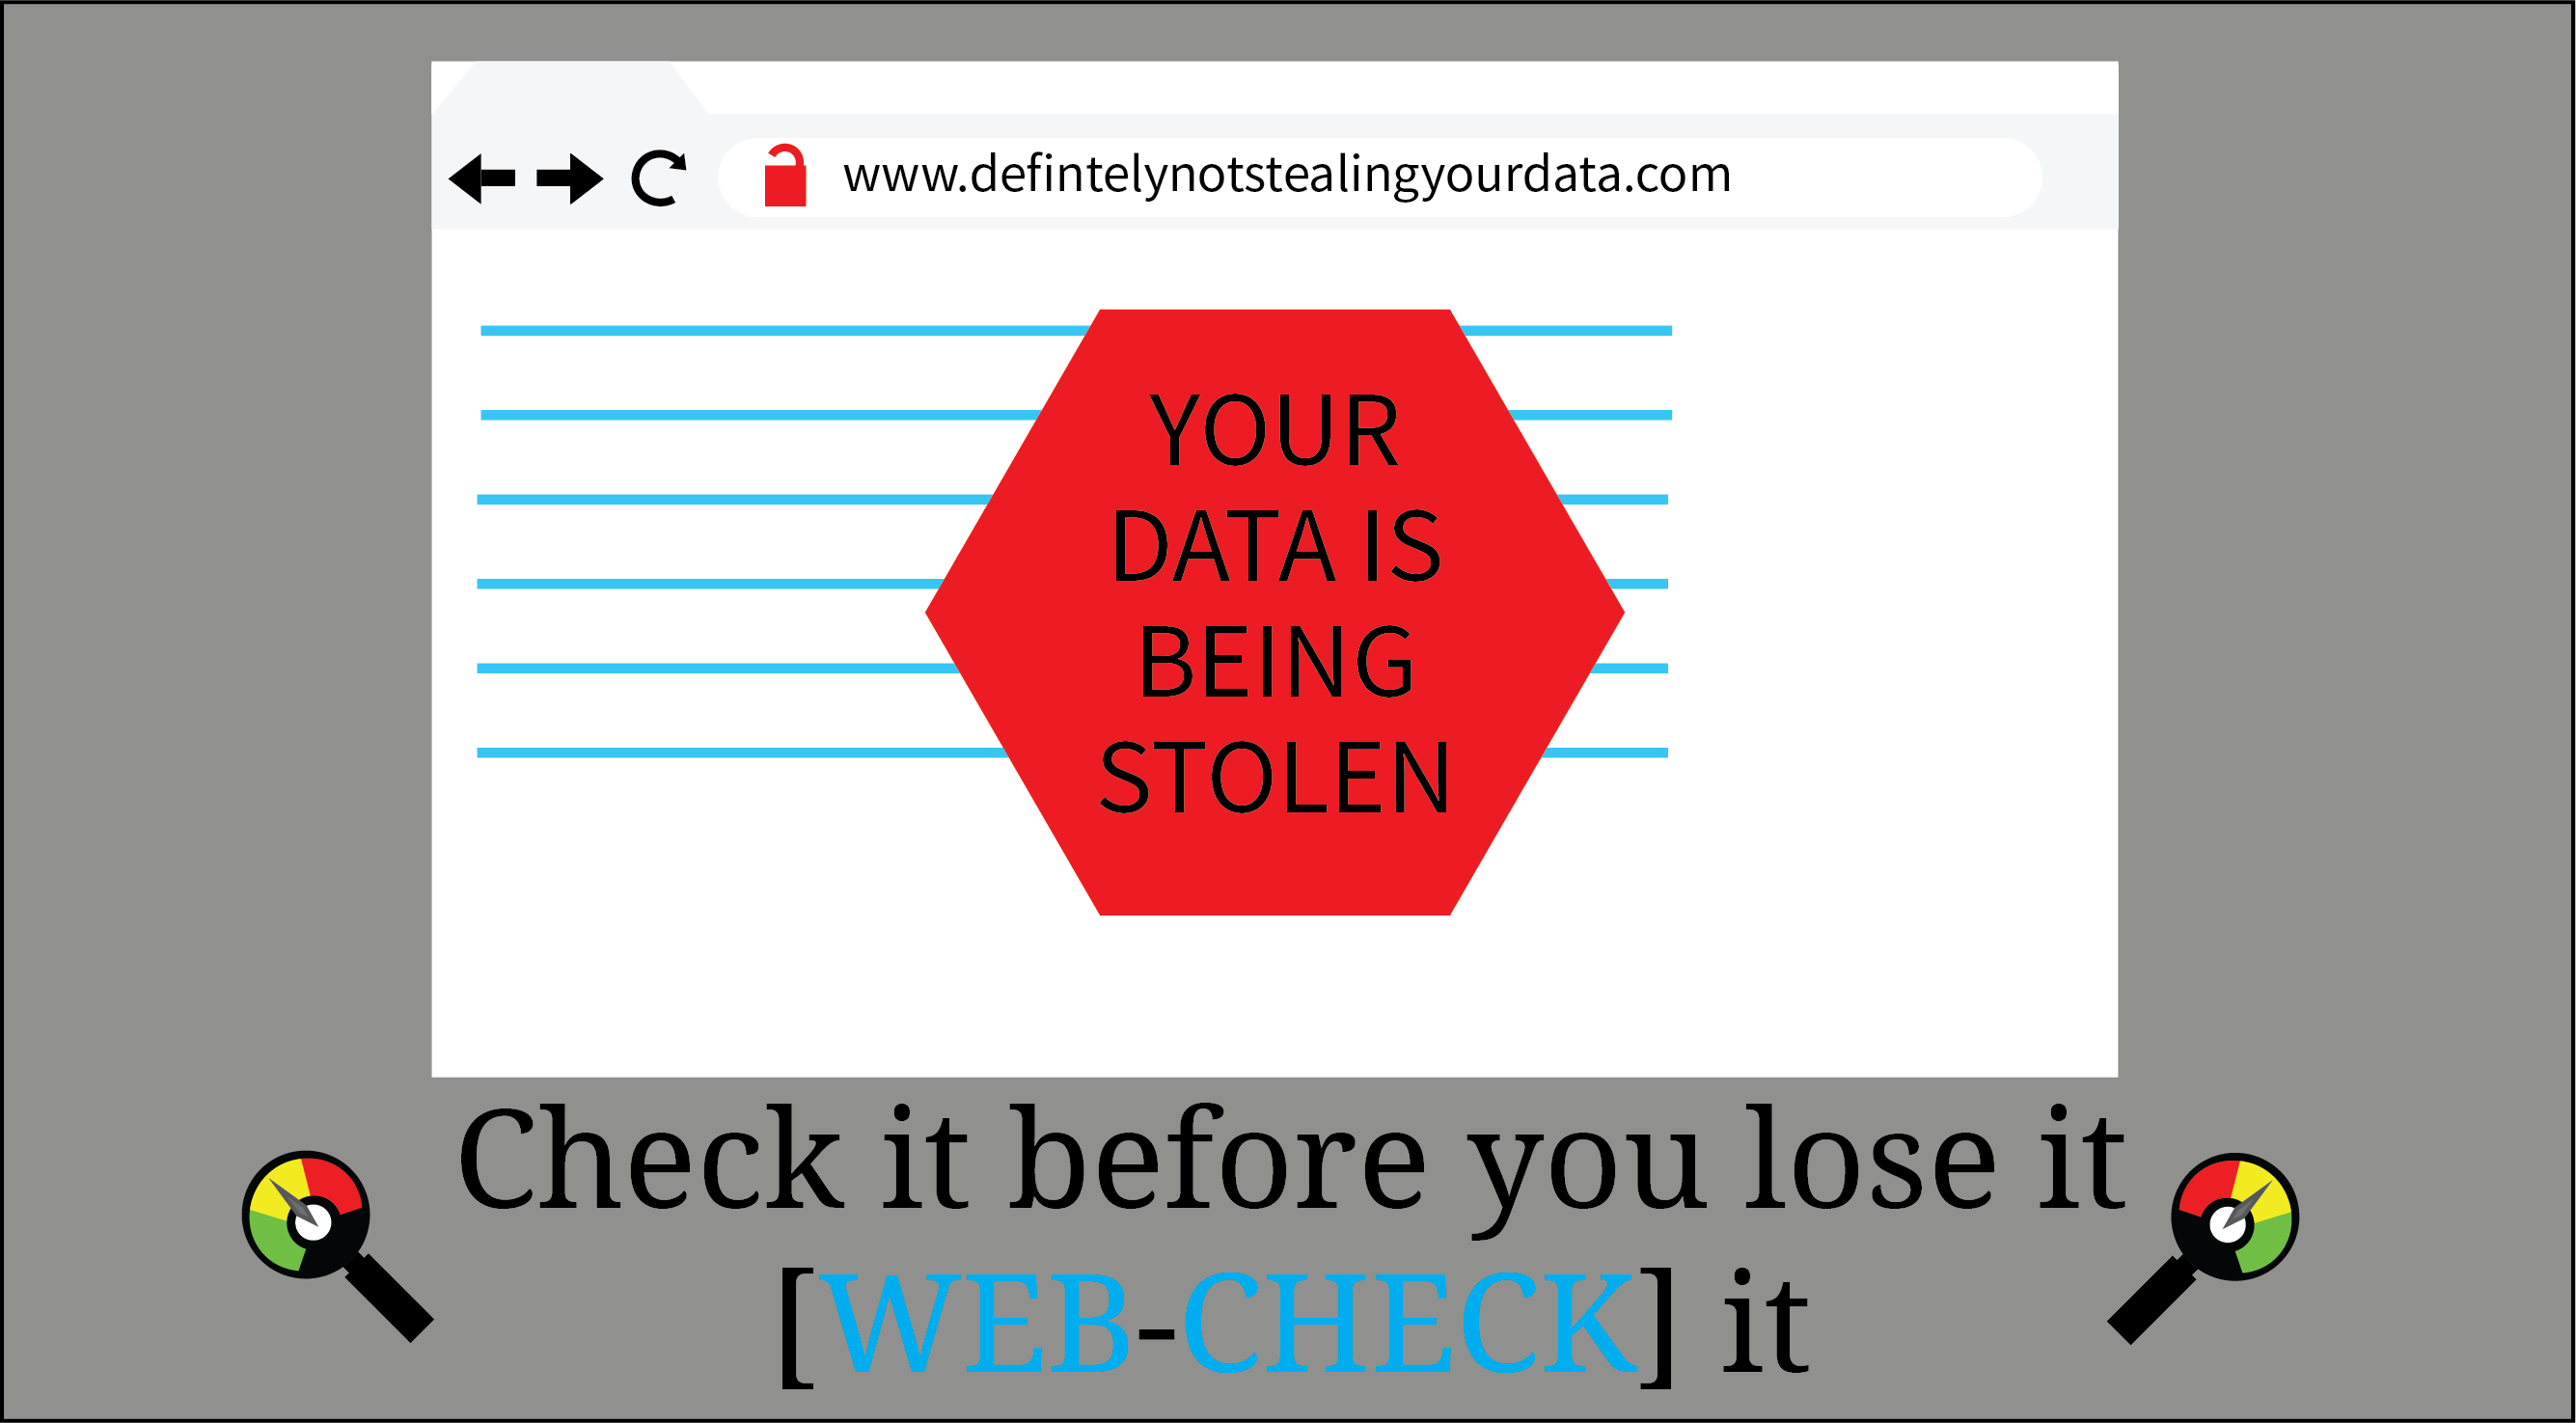 www.defintelynotstealingyourdata.com
YOUR
DATA IS
BEING
STOLEN
Check it before you lose it
[WEB-CHECK] it